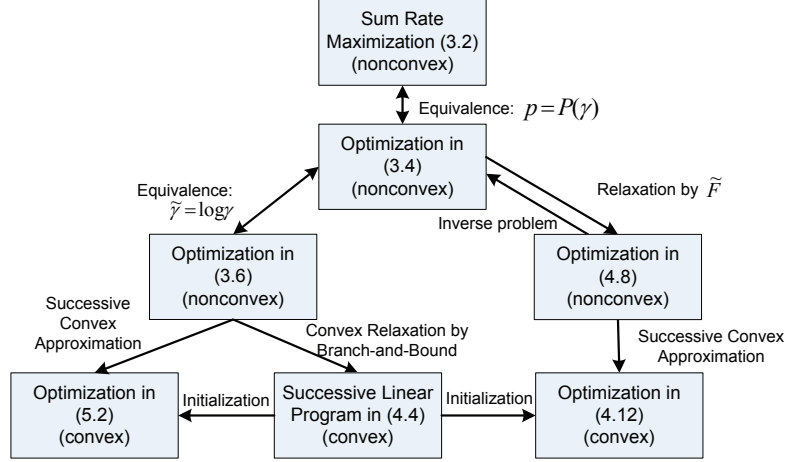 Sum Rate
Maximization (3.2)
(nonconvex)
Equivalence: p = P(γ)
Optimization in
(3.4)
(nonconvex)
Equivalence:
γ̃ = logγ
Relaxation by F̃
Inverse problem
Optimization in
(3.6)
(nonconvex)
Optimization in
(4.8)
(nonconvex)
Successive
Convex
Approximation
Convex Relaxation by
Branch-and-Bound
Successive Convex
Approximation
Optimization in
(5.2)
(convex)
Initialization
Successive Linear
Program in (4.4)
(convex)
Initialization
Optimization in
(4.12)
(convex)